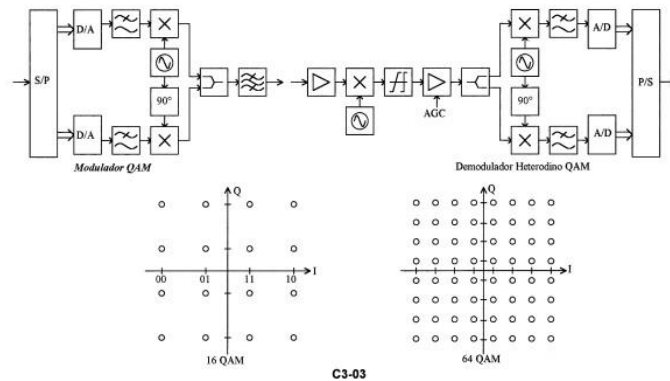 D/A
S/P
90°
D/A
Modulador QAM
AGC
90°
A/D
P/S
A/D
Demodulador Heterodino QAM
Q
I
00 01 11 10
16 QAM
Q
I
64 QAM
C3-03